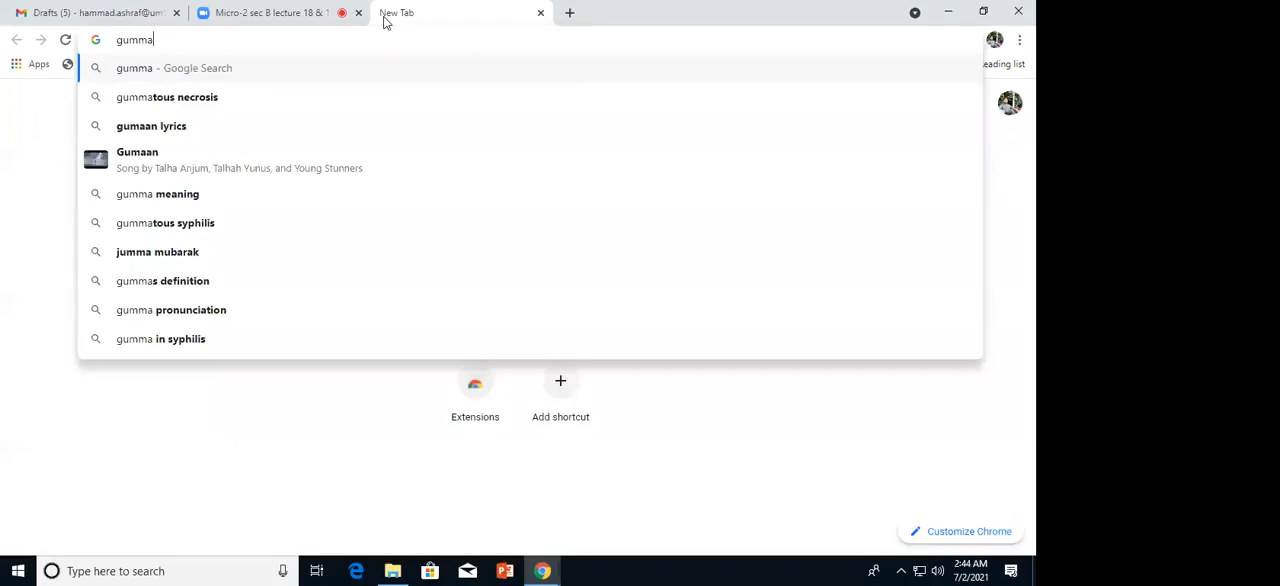 Drafts (5) - hammad.ashraf@um
Micro-2 sec B lecture 18 & 1
New Tab
gumma
Apps
eading list
gumma - Google Search
gummatous necrosis
gumaan lyrics
Gumaan
Song by Talha Anjum, Talhah Yunus, and Young Stunners
gumma meaning
gummatous syphilis
jumma mubarak
gummas definition
gumma pronunciation
gumma in syphilis
Extensions
Add shortcut
Customize Chrome
Type here to search
2:44 AM
7/2/2021